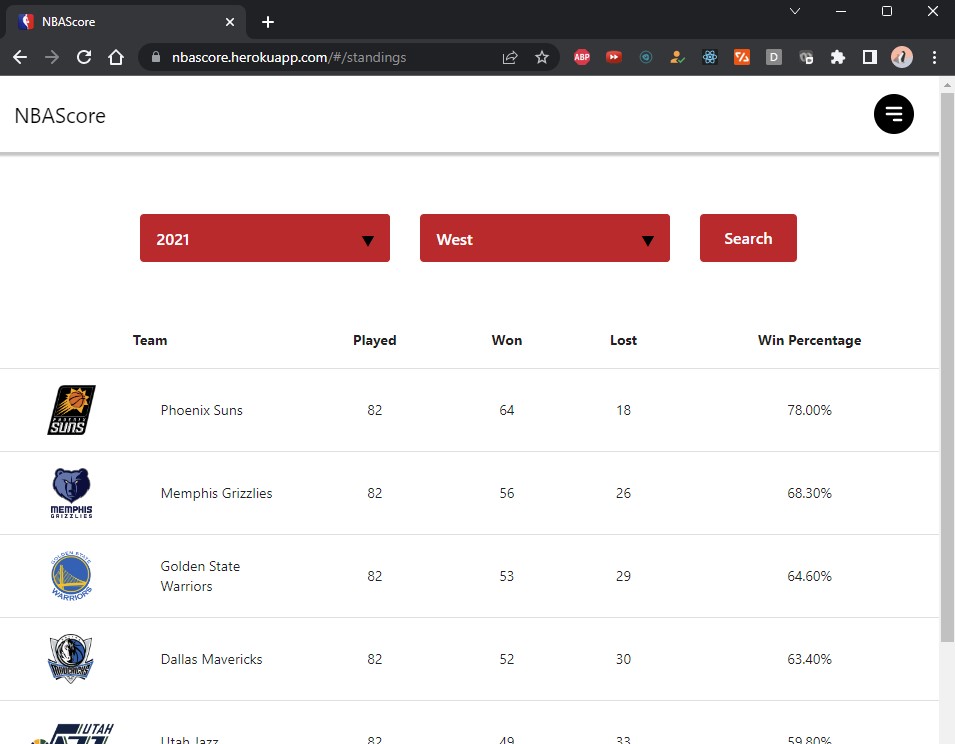 NBAScore
nbascore.herokuapp.com/#/standings
ABP
D
NBAScore
2021
West
Search
Team Played Won Lost Win Percentage
PHOENIX
SUNS
Phoenix Suns 82 64 18 78.00%
MEMPHIS
GRIZZLIES
Memphis Grizzlies 82 56 26 68.30%
GOLDEN STATE
WARRIORS
Golden State
Warriors
82 53 29 64.60%
MAVERICKS
Dallas Mavericks 82 52 30 63.40%
UTAH
JAZZ
Utah Jazz 82 49 33 59.80%